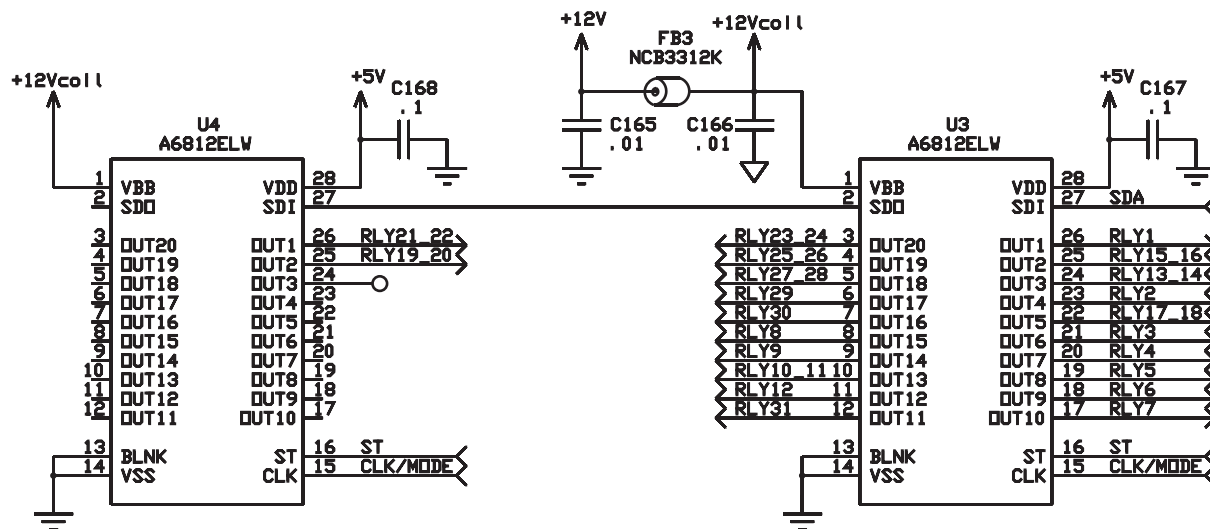 +12V
+12Vcoil
FB3
NCB3312K
+12Vcoil
+5V
C168
.1
+5V
C167
.1
C165
.01
C166
.01
U4
A6812ELW
1 VBB VDD 28
2 SDO SDI 27
3 OUT20 OUT1 26 RLY21_22
4 OUT19 OUT2 25 RLY19_20
5 OUT18 OUT3 24
6 OUT17 OUT4 23
7 OUT16 OUT5 22
8 OUT15 OUT6 21
9 OUT14 OUT7 20
10 OUT13 OUT8 19
11 OUT12 OUT9 18
12 OUT11 OUT10 17
13 BLNK ST 16 ST
14 VSS CLK 15 CLK/MODE
U3
A6812ELW
1 VBB VDD 28
2 SDO SDI 27 SDA
RLY23_24 3 OUT20 OUT1 26 RLY1
RLY25_26 4 OUT19 OUT2 25 RLY15_16
RLY27_28 5 OUT18 OUT3 24 RLY13_14
RLY29 6 OUT17 OUT4 23 RLY2
RLY30 7 OUT16 OUT5 22 RLY17_18
RLY8 8 OUT15 OUT6 21 RLY3
RLY9 9 OUT14 OUT7 20 RLY4
RLY10_11 10 OUT13 OUT8 19 RLY5
RLY12 11 OUT12 OUT9 18 RLY6
RLY31 12 OUT11 OUT10 17 RLY7
13 BLNK ST 16 ST
14 VSS CLK 15 CLK/MODE